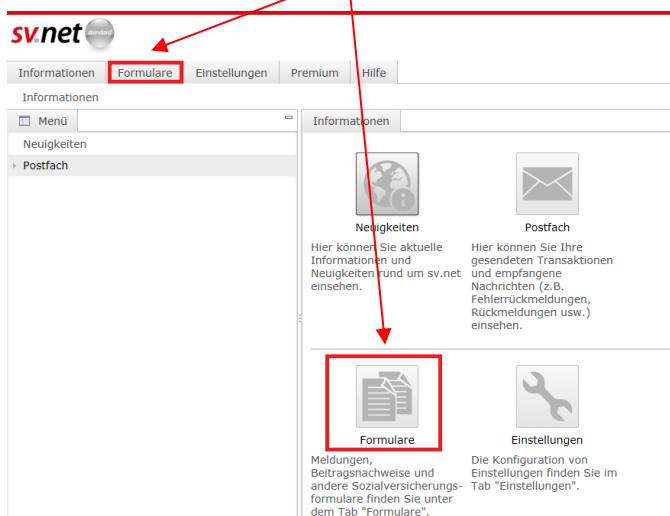 sv.net standard
Informationen Formulare Einstellungen Premium Hilfe
Informationen
Menü
Neuigkeiten
Postfach
Informationen
Neuigkeiten
Hier können Sie aktuelle
Informationen und
Neuigkeiten rund um sv.net
einsehen.
Postfach
Hier können Sie Ihre
gesendeten Transaktionen
und empfangene
Nachrichten (z.B.
Fehlerrückmeldungen,
Rückmeldungen usw.)
einsehen.
Formulare
Meldungen,
Beitragsnachweise und
andere Sozialversicherungs-
formulare finden Sie unter
dem Tab "Formulare".
Einstellungen
Die Konfiguration von
Einstellungen finden Sie im
Tab "Einstellungen".